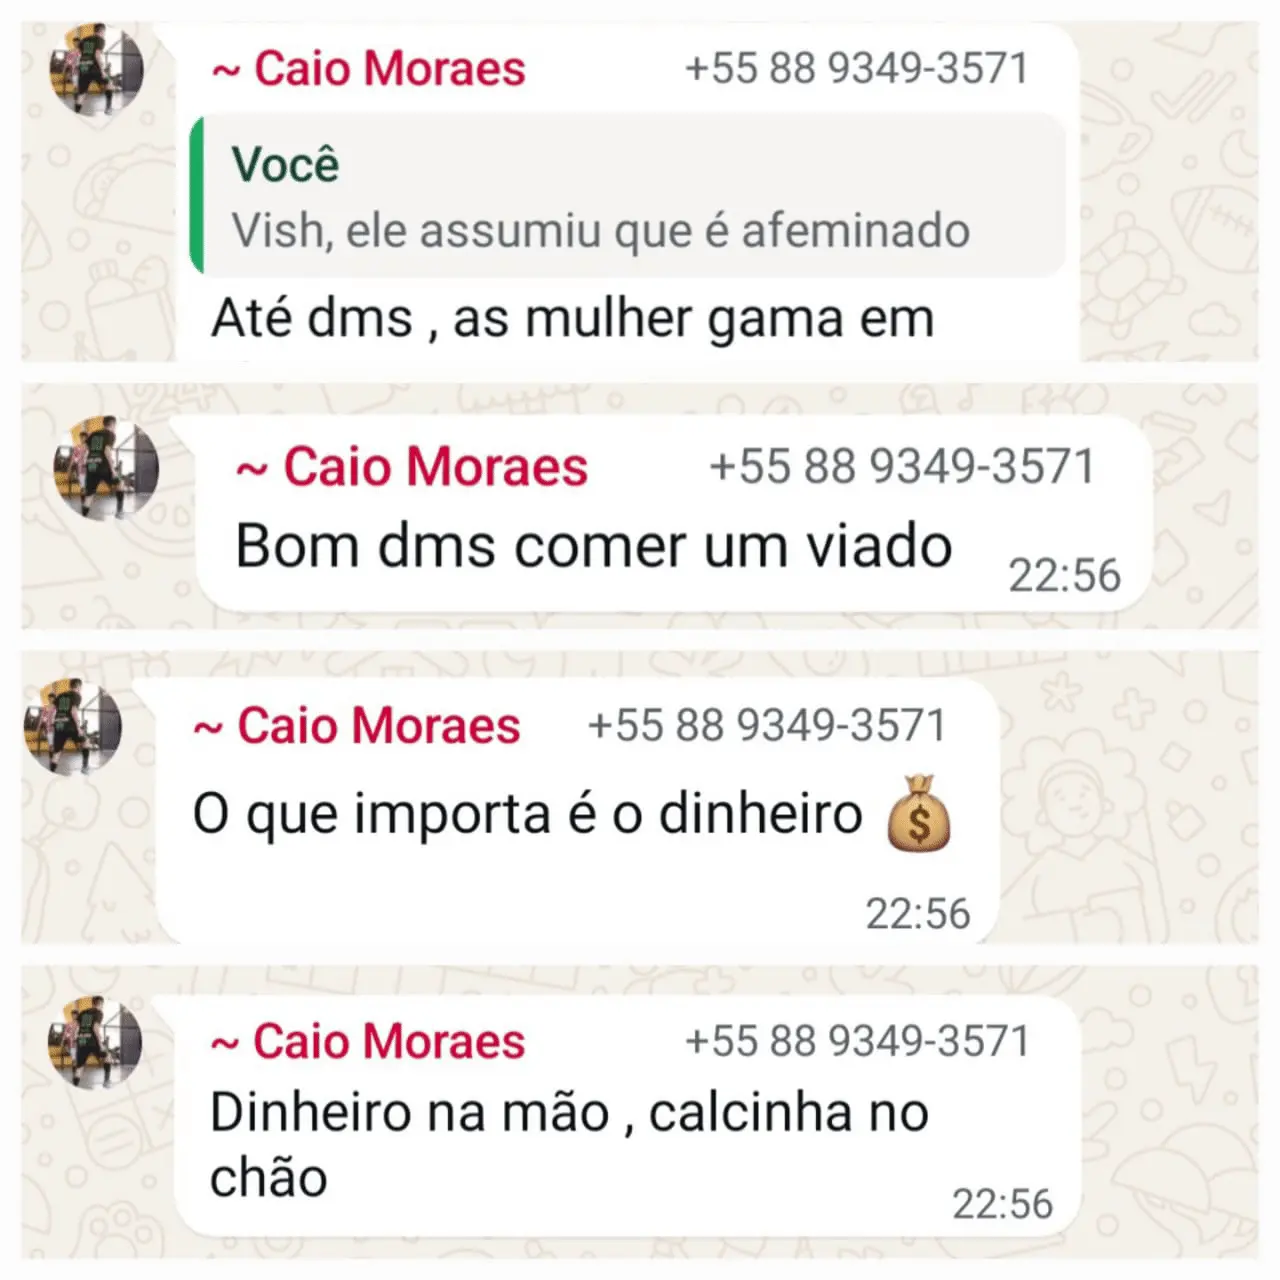 ~ Caio Moraes +55 88 9349-3571
Você
Vish, ele assumiu que é afeminado
Até dms , as mulher gama em
~ Caio Moraes +55 88 9349-3571
Bom dms comer um viado
22:56
~ Caio Moraes +55 88 9349-3571
O que importa é o dinheiro 💰
22:56
~ Caio Moraes +55 88 9349-3571
Dinheiro na mão , calcinha no
chão
22:56